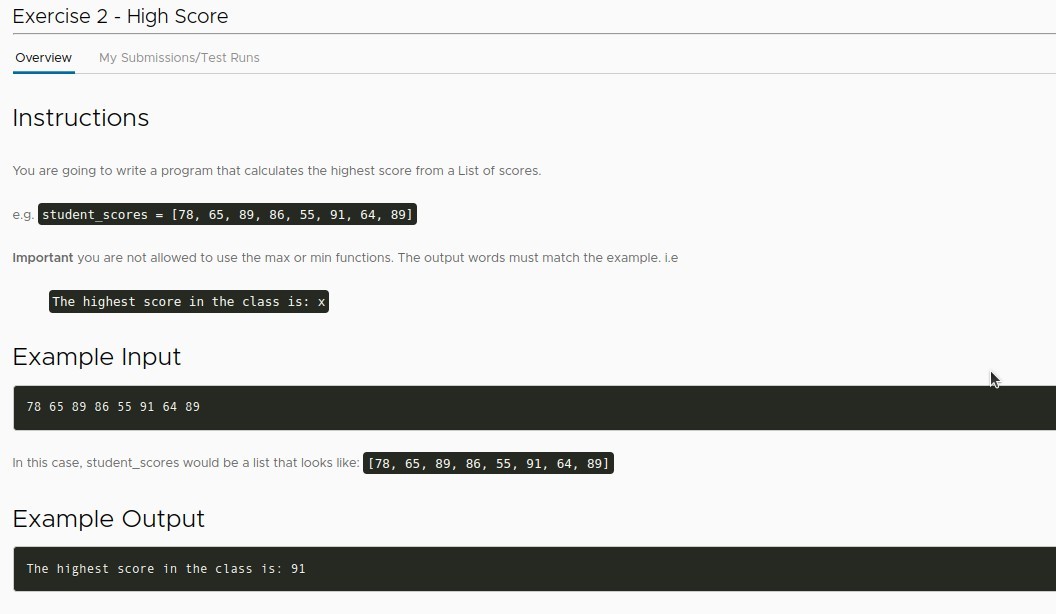 Exercise 2 - High Score
Overview My Submissions/Test Runs
Instructions
You are going to write a program that calculates the highest score from a List of scores.
e.g. student_scores = [78, 65, 89, 86, 55, 91, 64, 89]
Important you are not allowed to use the max or min functions. The output words must match the example. i.e
The highest score in the class is: x
Example Input
78 65 89 86 55 91 64 89
In this case, student_scores would be a list that looks like: [78, 65, 89, 86, 55, 91, 64, 89]
Example Output
The highest score in the class is: 91